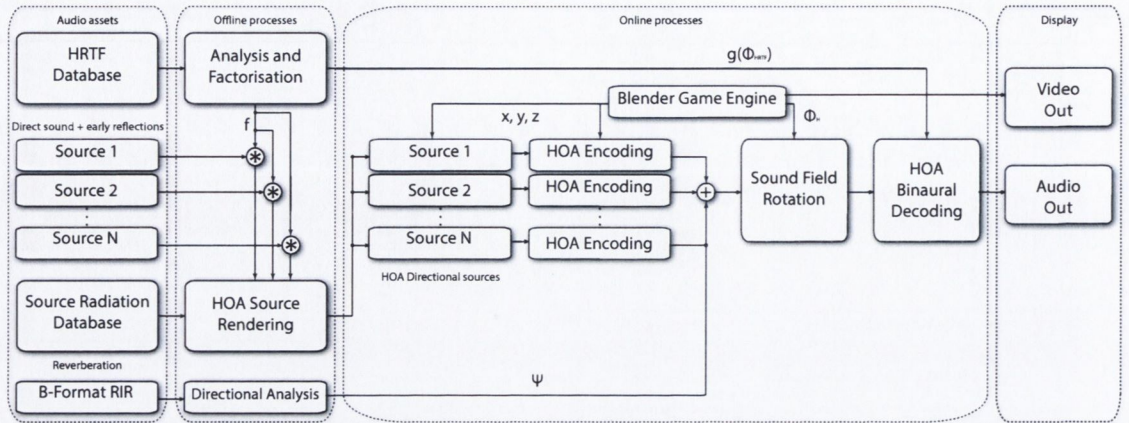 Audio assets
Offline processes
Online processes
Display
HRTF
Database
Analysis and
Factorisation
g(Φ
Video
Out
Blender Game Engine
x, y, z
Φ
Direct sound + early reflections
f
Source 1
Source 2
Source N
Source 1
HOA Encoding
Source 2
HOA Encoding
Source N
HOA Encoding
HOA Directional sources
+
Sound Field
Rotation
HOA
Binaural
Decoding
Audio
Out
Source Radiation
Database
HOA Source
Rendering
Reverberation
B-Format RIR
Directional Analysis
Ψ